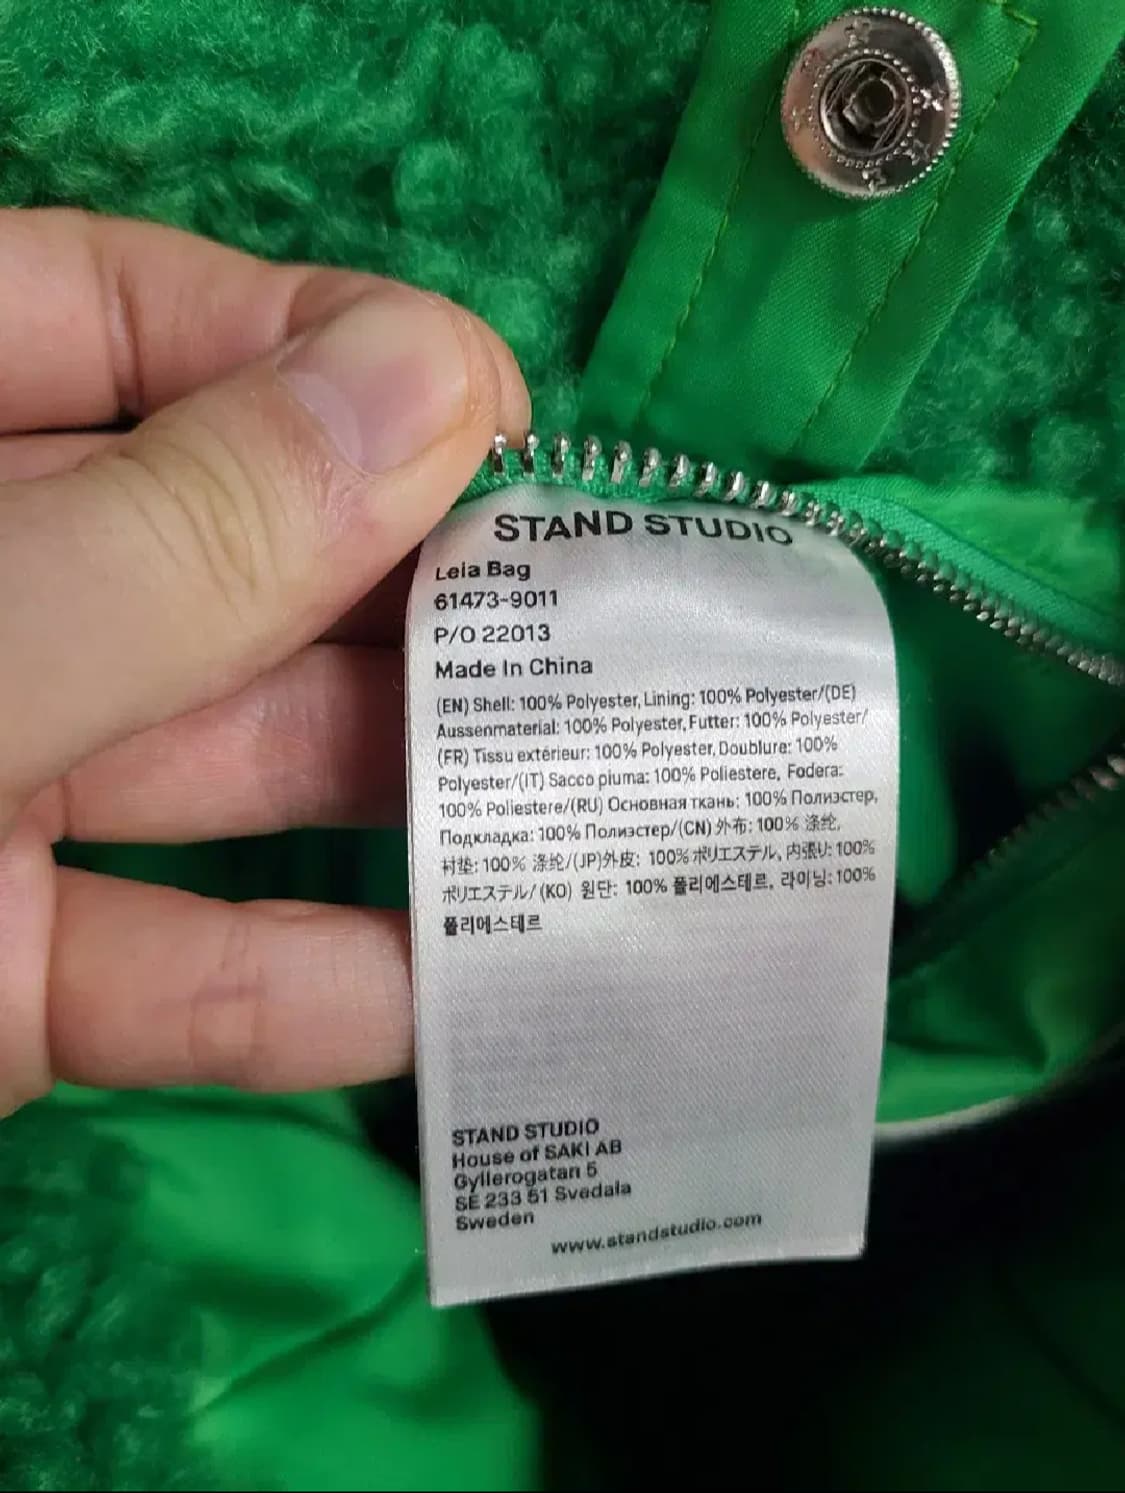 STAND STUDIO
Leia Bag
61473-9011
P/O 22013
Made In China
(EN) Shell: 100% Polyester, Lining: 100% Polyester/(DE)
Aussenmaterial: 100% Polyester, Futter: 100% Polyester/
(FR) Tissu extérieur: 100% Polyester, Doublure: 100%
Polyester/(IT) Sacco piuma: 100% Poliestere, Fodera:
100% Poliestere/(RU) Основная ткань: 100% Полиэстер,
Подкладка: 100% Полиэстер/(CN) 外布: 100% 涤纶,
衬垫: 100% 涤纶/(JP)外皮: 100%ポリエステル, 内張り: 100%
ポリエステル/ (KO) 원단: 100% 폴리에스테르, 라이닝: 100%
폴리에스테르
STAND STUDIO
House of SAKI AB
Gyllerogatan 5
SE 233 51 Svedala
Sweden
www.standstudio.com